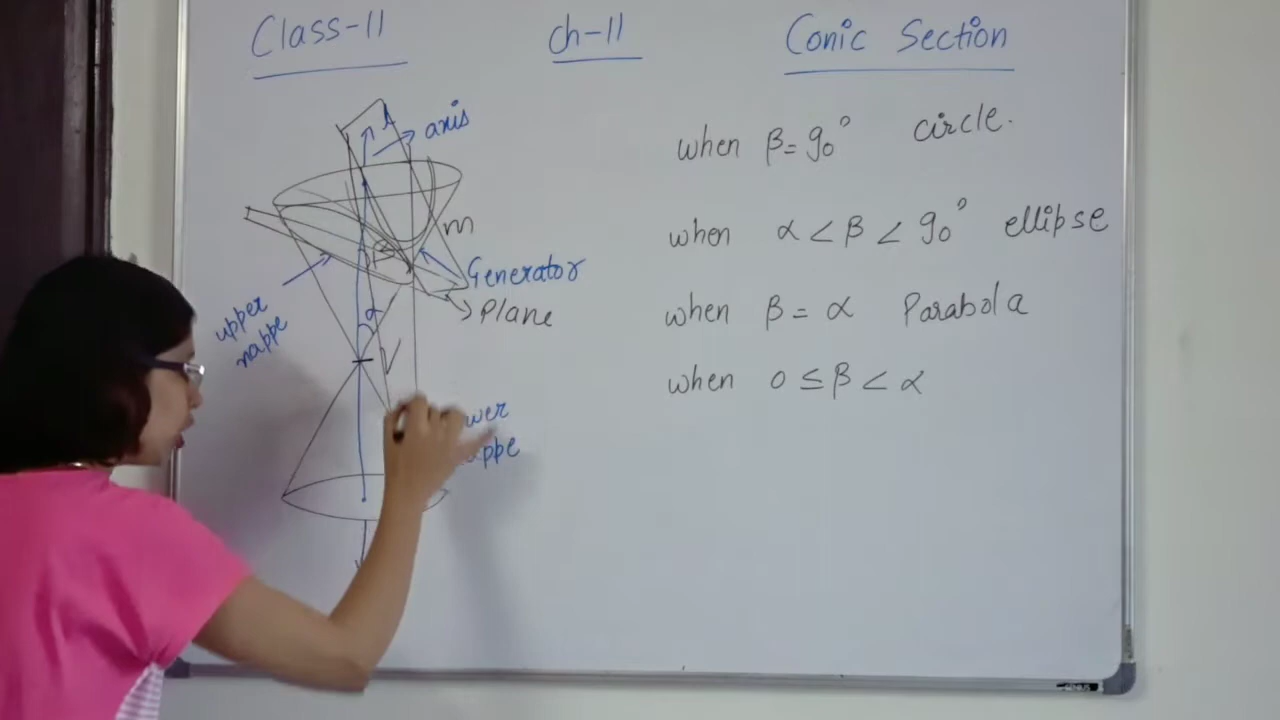 Class-11
ch-11
Conic Section
l
axis
m
β
Generator
Plane
upper
nappe
α
V
when β = 90° circle.
when α < β < 90° ellipse
when β = α Parabola
when 0 ≤ β < α